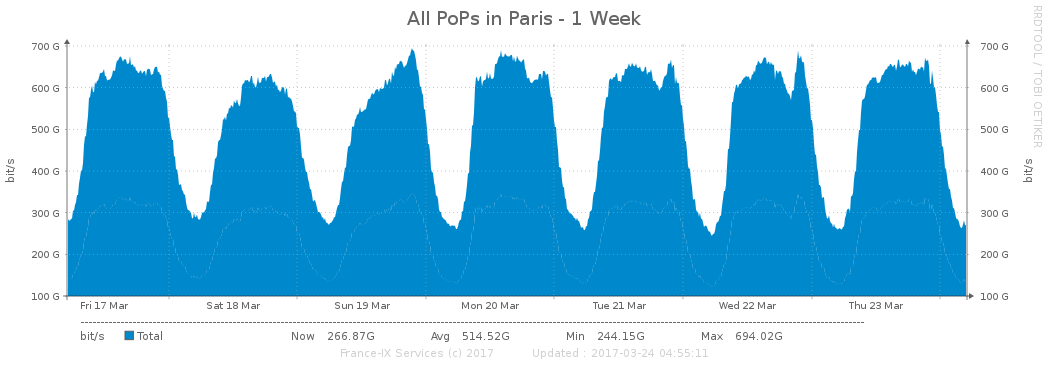 All PoPs in Paris - 1 Week
RRDTOOL / TOBI OETIKER
700 G 700 G
600 G 600 G
500 G 500 G
400 G 400 G
300 G 300 G
200 G 200 G
100 G 100 G
bit/s
bit/s
Fri 17 Mar Sat 18 Mar Sun 19 Mar Mon 20 Mar Tue 21 Mar Wed 22 Mar Thu 23 Mar
bit/s Total Now 266.87G Avg 514.52G Min 244.15G Max 694.02G
France-IX Services (c) 2017 Updated : 2017-03-24 04:55:11